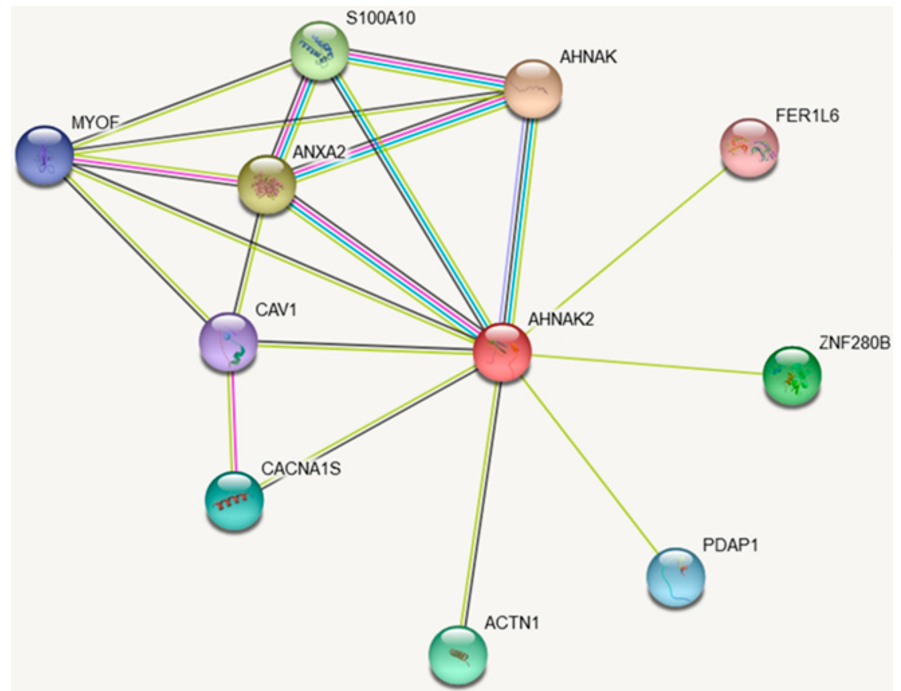 S100A10
AHNAK
MYOF
FER1L6
ANXA2
CAV1
AHNAK2
ZNF280B
CACNA1S
PDAP1
ACTN1